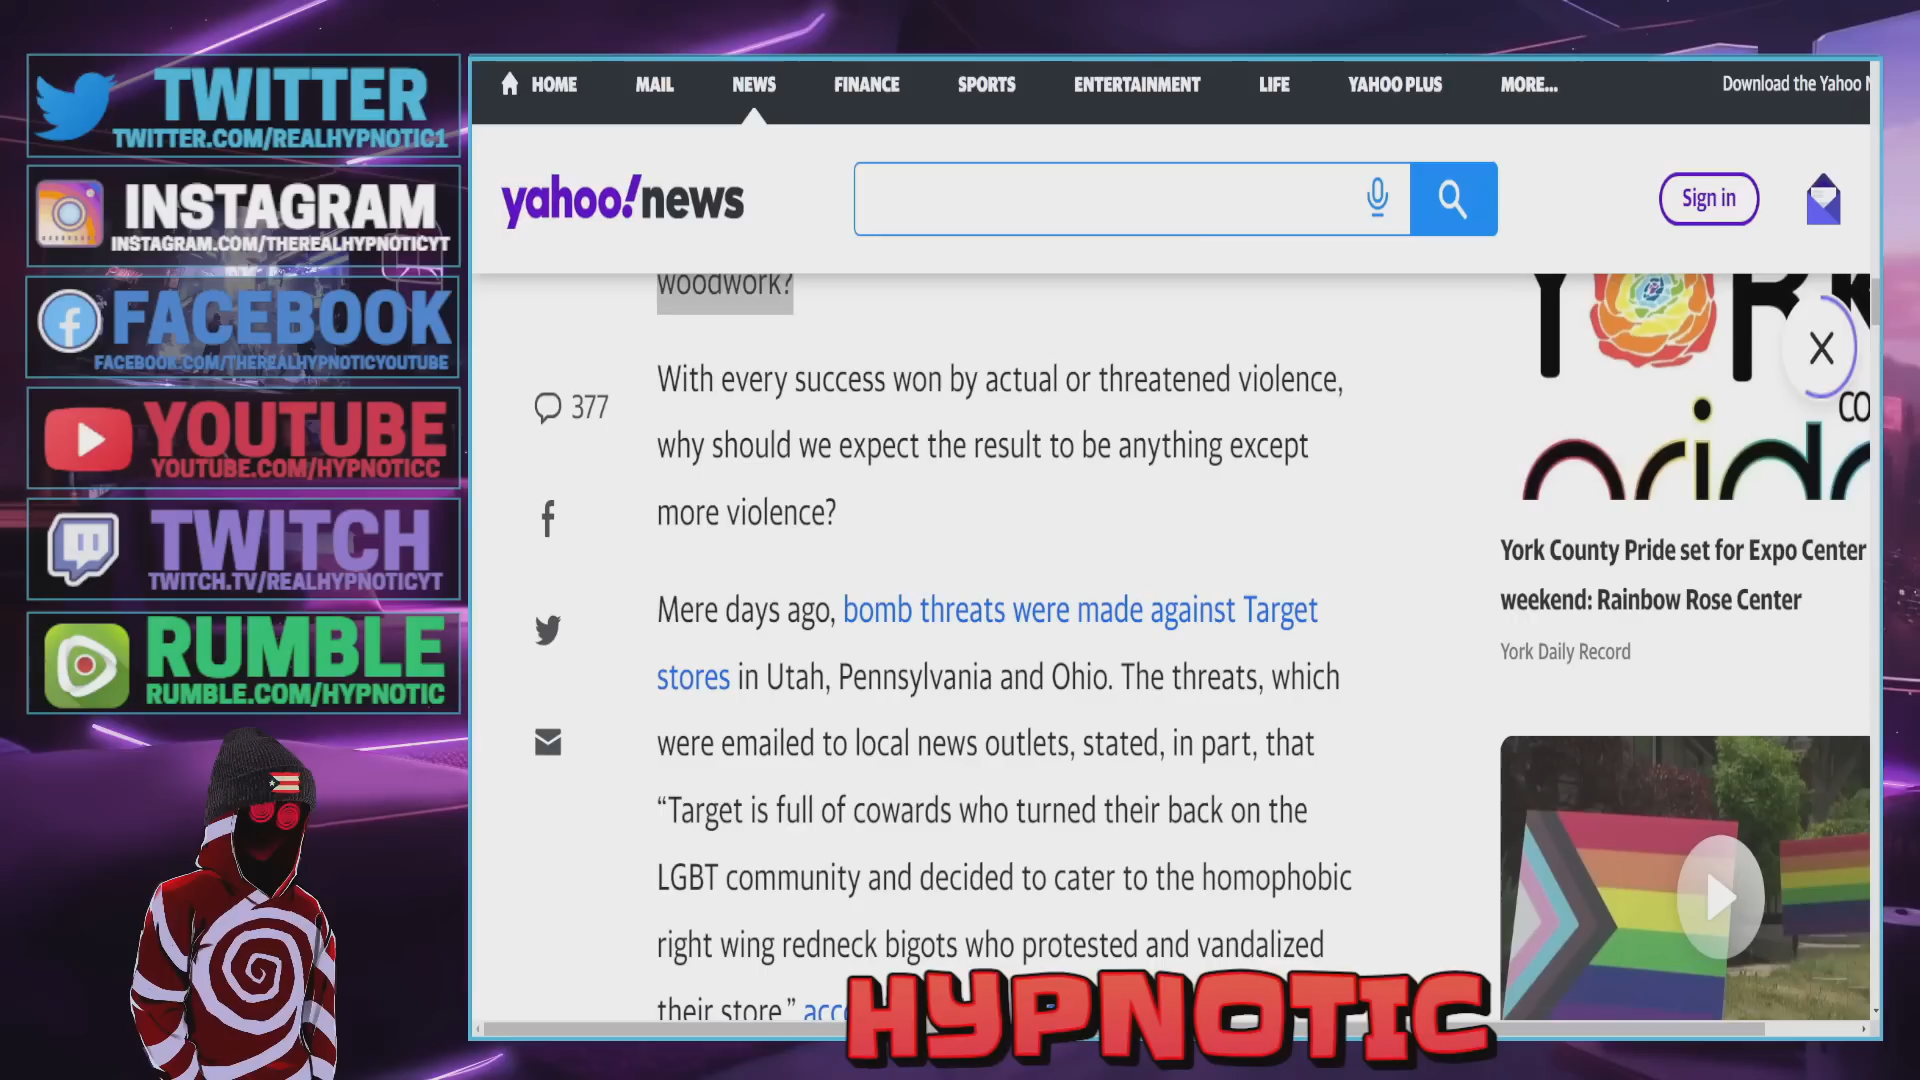 TWITTER
TWITTER.COM/REALHYPNOTIC1
INSTAGRAM
INSTAGRAM.COM/THEREALHYPNOTICYT
FACEBOOK
FACEBOOK.COM/THEREALHYPNOTICYOUTUBE
YOUTUBE
YOUTUBE.COM/HYPNOTICC
TWITCH
TWITCH.TV/REALHYPNOTICYT
RUMBLE
RUMBLE.COM/HYPNOTIC
HOME MAIL NEWS FINANCE SPORTS ENTERTAINMENT LIFE YAHOO PLUS MORE... Download the Yahoo
yahoo!news
Sign in
woodwork?
377
With every success won by actual or threatened violence,
why should we expect the result to be anything except
more violence?
Mere days ago, bomb threats were made against Target
stores in Utah, Pennsylvania and Ohio. The threats, which
were emailed to local news outlets, stated, in part, that
“Target is full of cowards who turned their back on the
LGBT community and decided to cater to the homophobic
right wing redneck bigots who protested and vandalized
their store,”
YORK
CO
pride
X
York County Pride set for Expo Center
weekend: Rainbow Rose Center
York Daily Record
HYPNOTIC